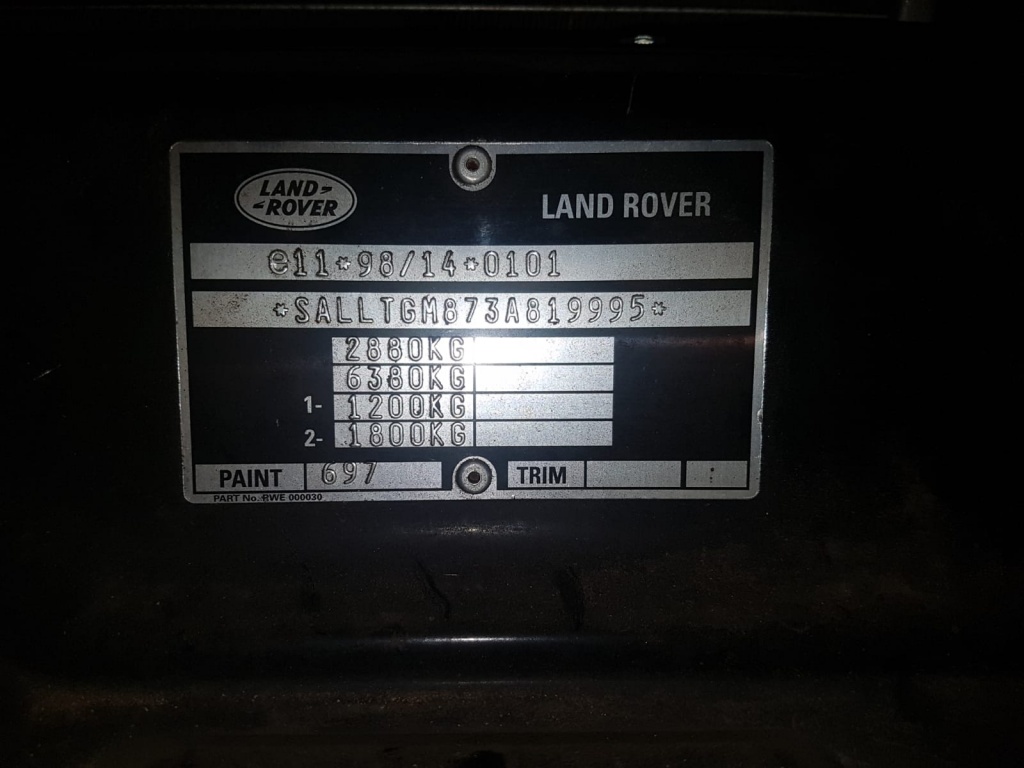 LAND-
-ROVER
LAND ROVER
e11*98/14*0101
*SALLTGM873A819995*
2880KG
6380KG
1- 1200KG
2- 1800KG
PAINT 697 TRIM
PART No. RWE 000030